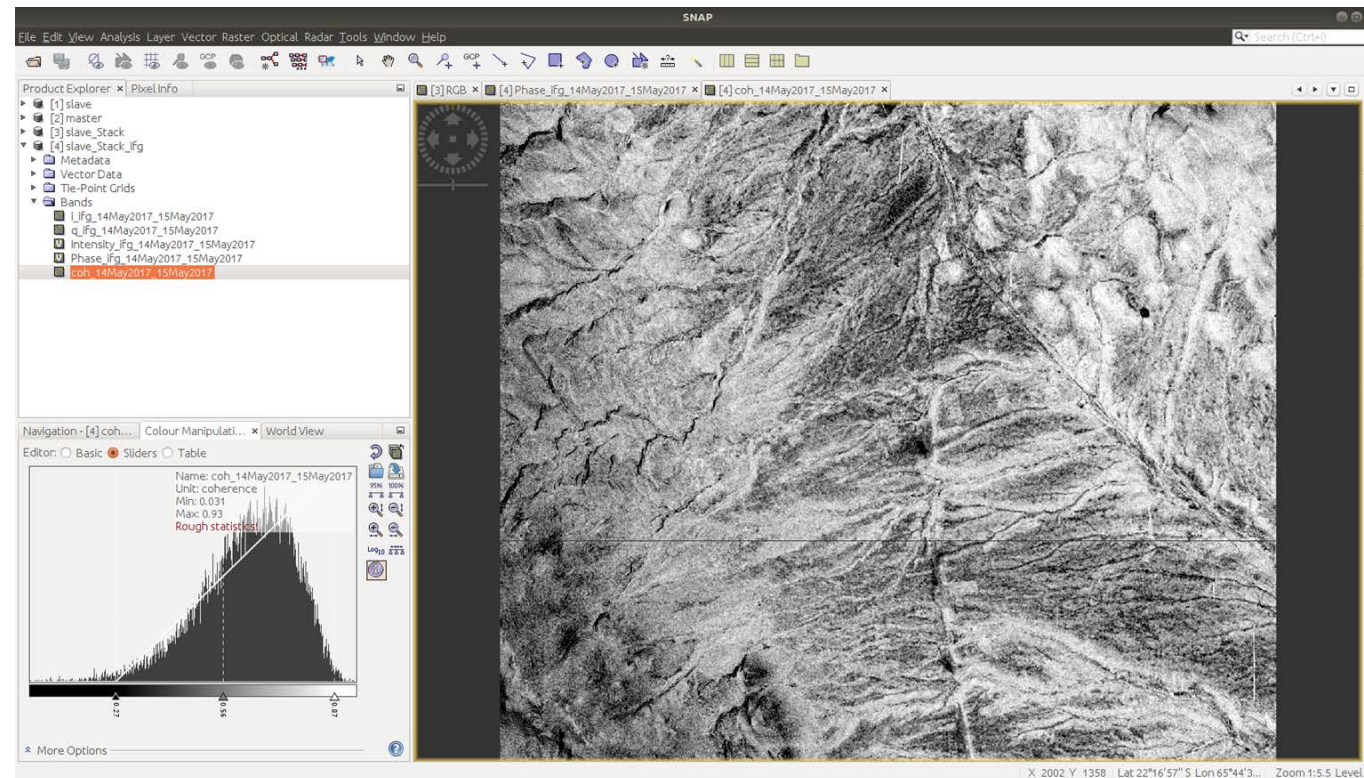 SNAP
File Edit View Analysis Layer Vector Raster Optical Radar Tools Window Help
Search (Ctrl+I)
GCP GCP
Product Explorer × Pixel Info
[1] slave
[2] master
[3] slave_Stack
[4] slave_Stack_Ifg
Metadata
Vector Data
Tie-Point Grids
Bands
i_ifg_14May2017_15May2017
q_ifg_14May2017_15May2017
Intensity_ifg_14May2017_15May2017
Phase_ifg_14May2017_15May2017
coh_14May2017_15May2017
[3] RGB × [4] Phase_ifg_14May2017_15May2017 × [4] coh_14May2017_15May2017 ×
Navigation - [4] coh... Colour Manipulati... × World View
Editor: Basic Sliders Table
Name: coh_14May2017_15May2017
Unit: coherence
Min: 0.031
Max: 0.93
Rough statistics!
95% 100%
Log10
0.27 0.56 0.87
More Options
X 2002 Y 1358 Lat 22°16'57" S Lon 65°44'3... Zoom 1:5.5 Level